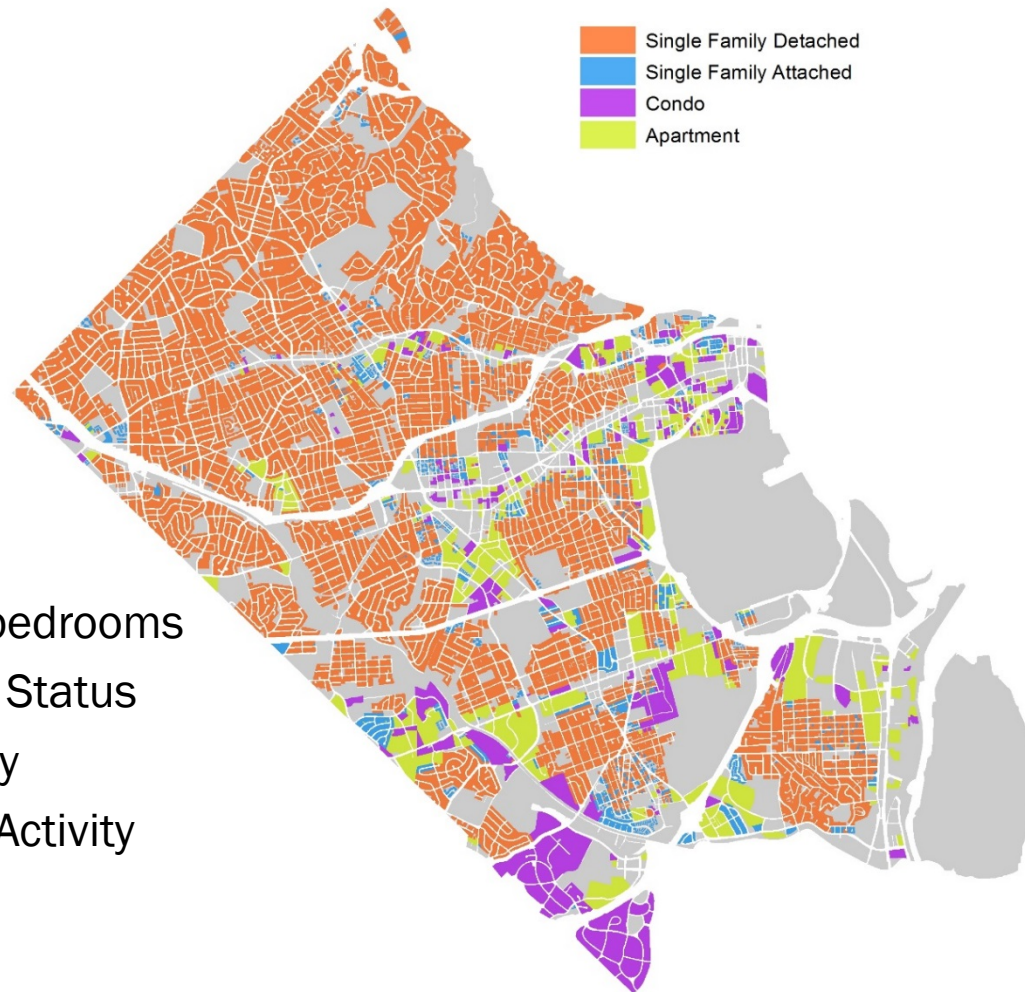 Single Family Detached
Single Family Attached
Condo
Apartment
bedrooms
Status
y
Activity